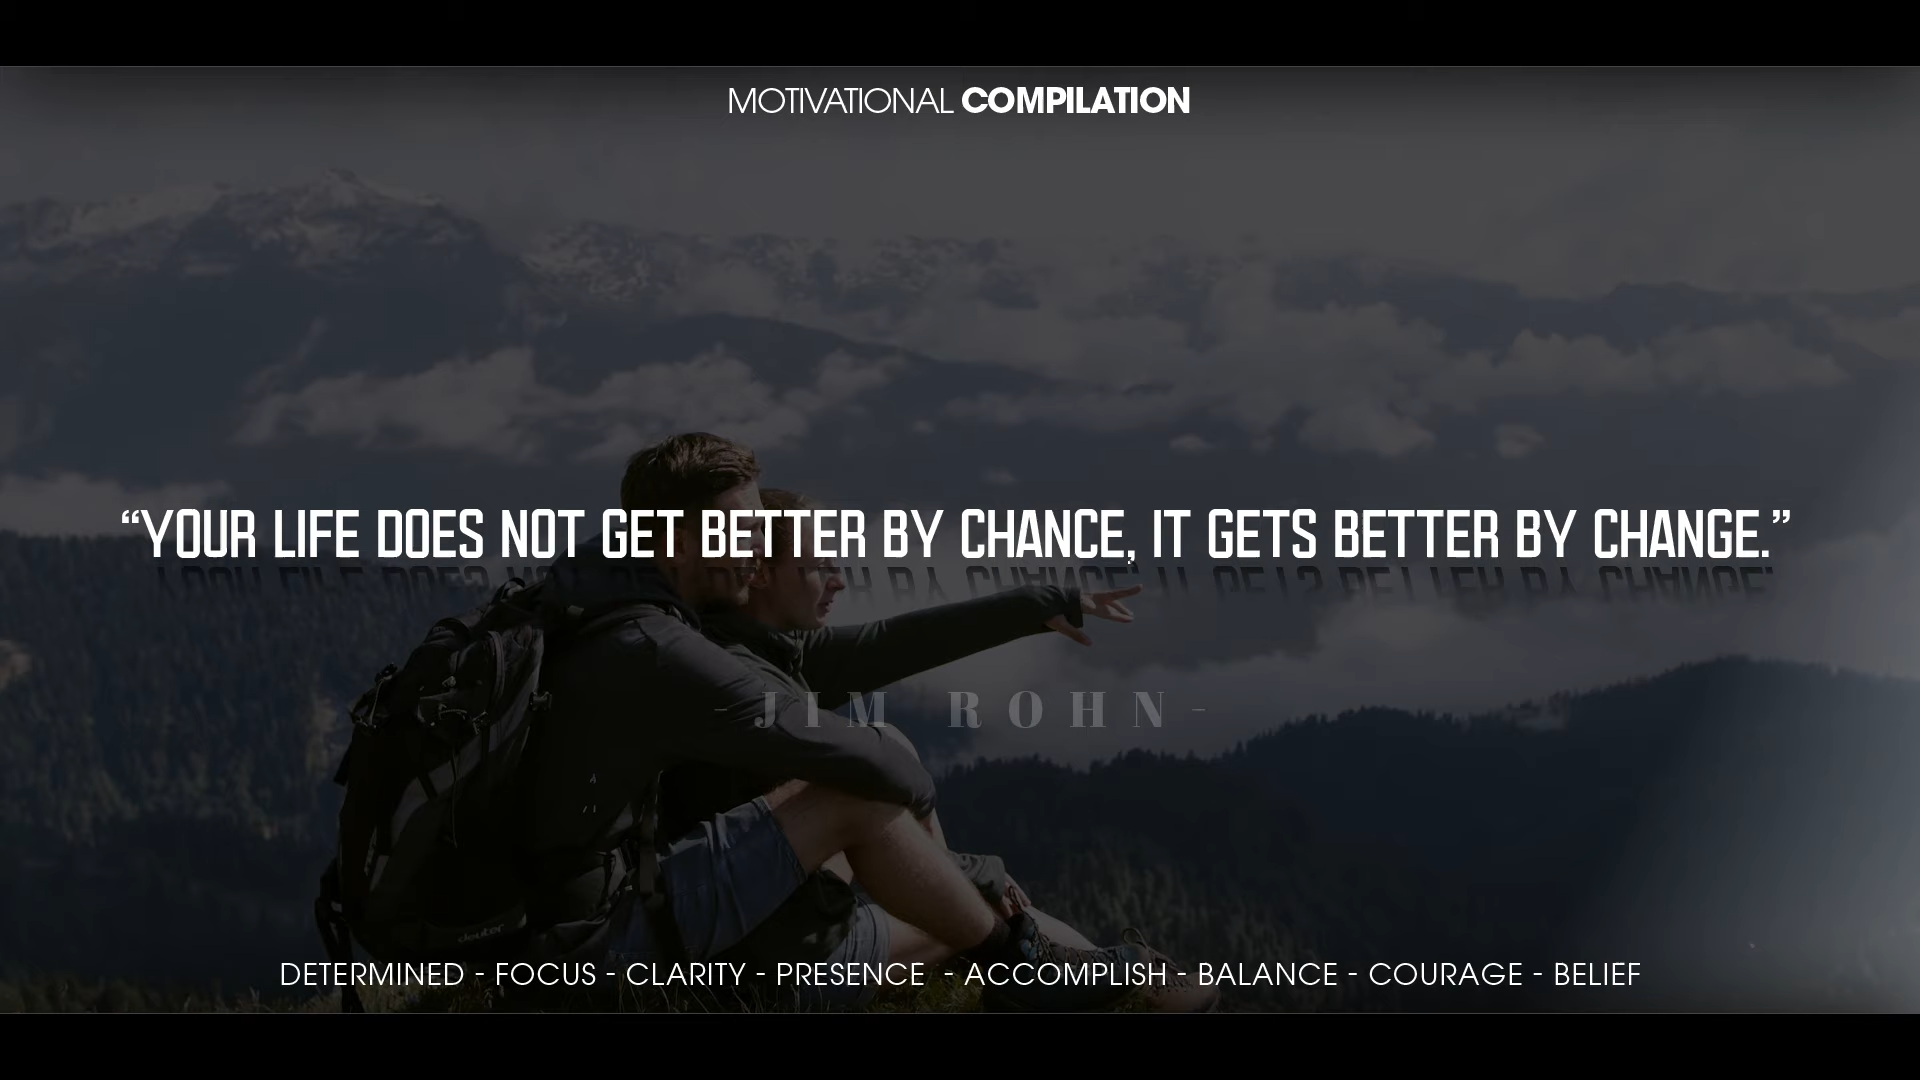 MOTIVATIONAL COMPILATION
“YOUR LIFE DOES NOT GET BETTER BY CHANCE, IT GETS BETTER BY CHANGE.”
- JIM ROHN -
deuter
DETERMINED - FOCUS - CLARITY - PRESENCE - ACCOMPLISH - BALANCE - COURAGE - BELIEF